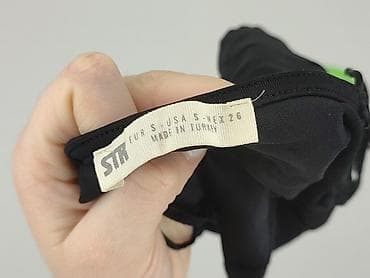 STR
EUR S - USA S - MEX 26
MADE IN TURKEY